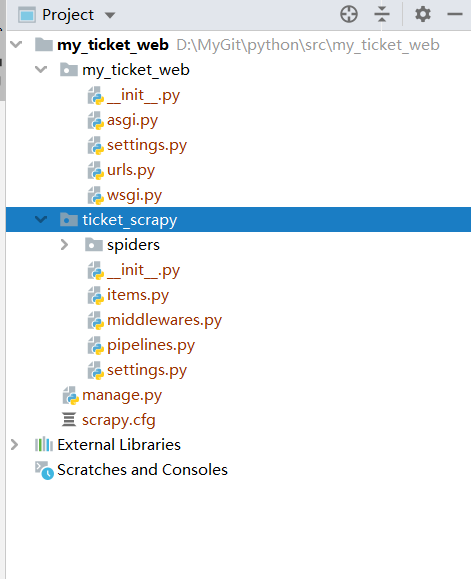 Project
my_ticket_web D:\MyGit\python\src\my_ticket_web
my_ticket_web
__init__.py
asgi.py
settings.py
urls.py
wsgi.py
ticket_scrapy
spiders
__init__.py
items.py
middlewares.py
pipelines.py
settings.py
manage.py
scrapy.cfg
External Libraries
Scratches and Consoles